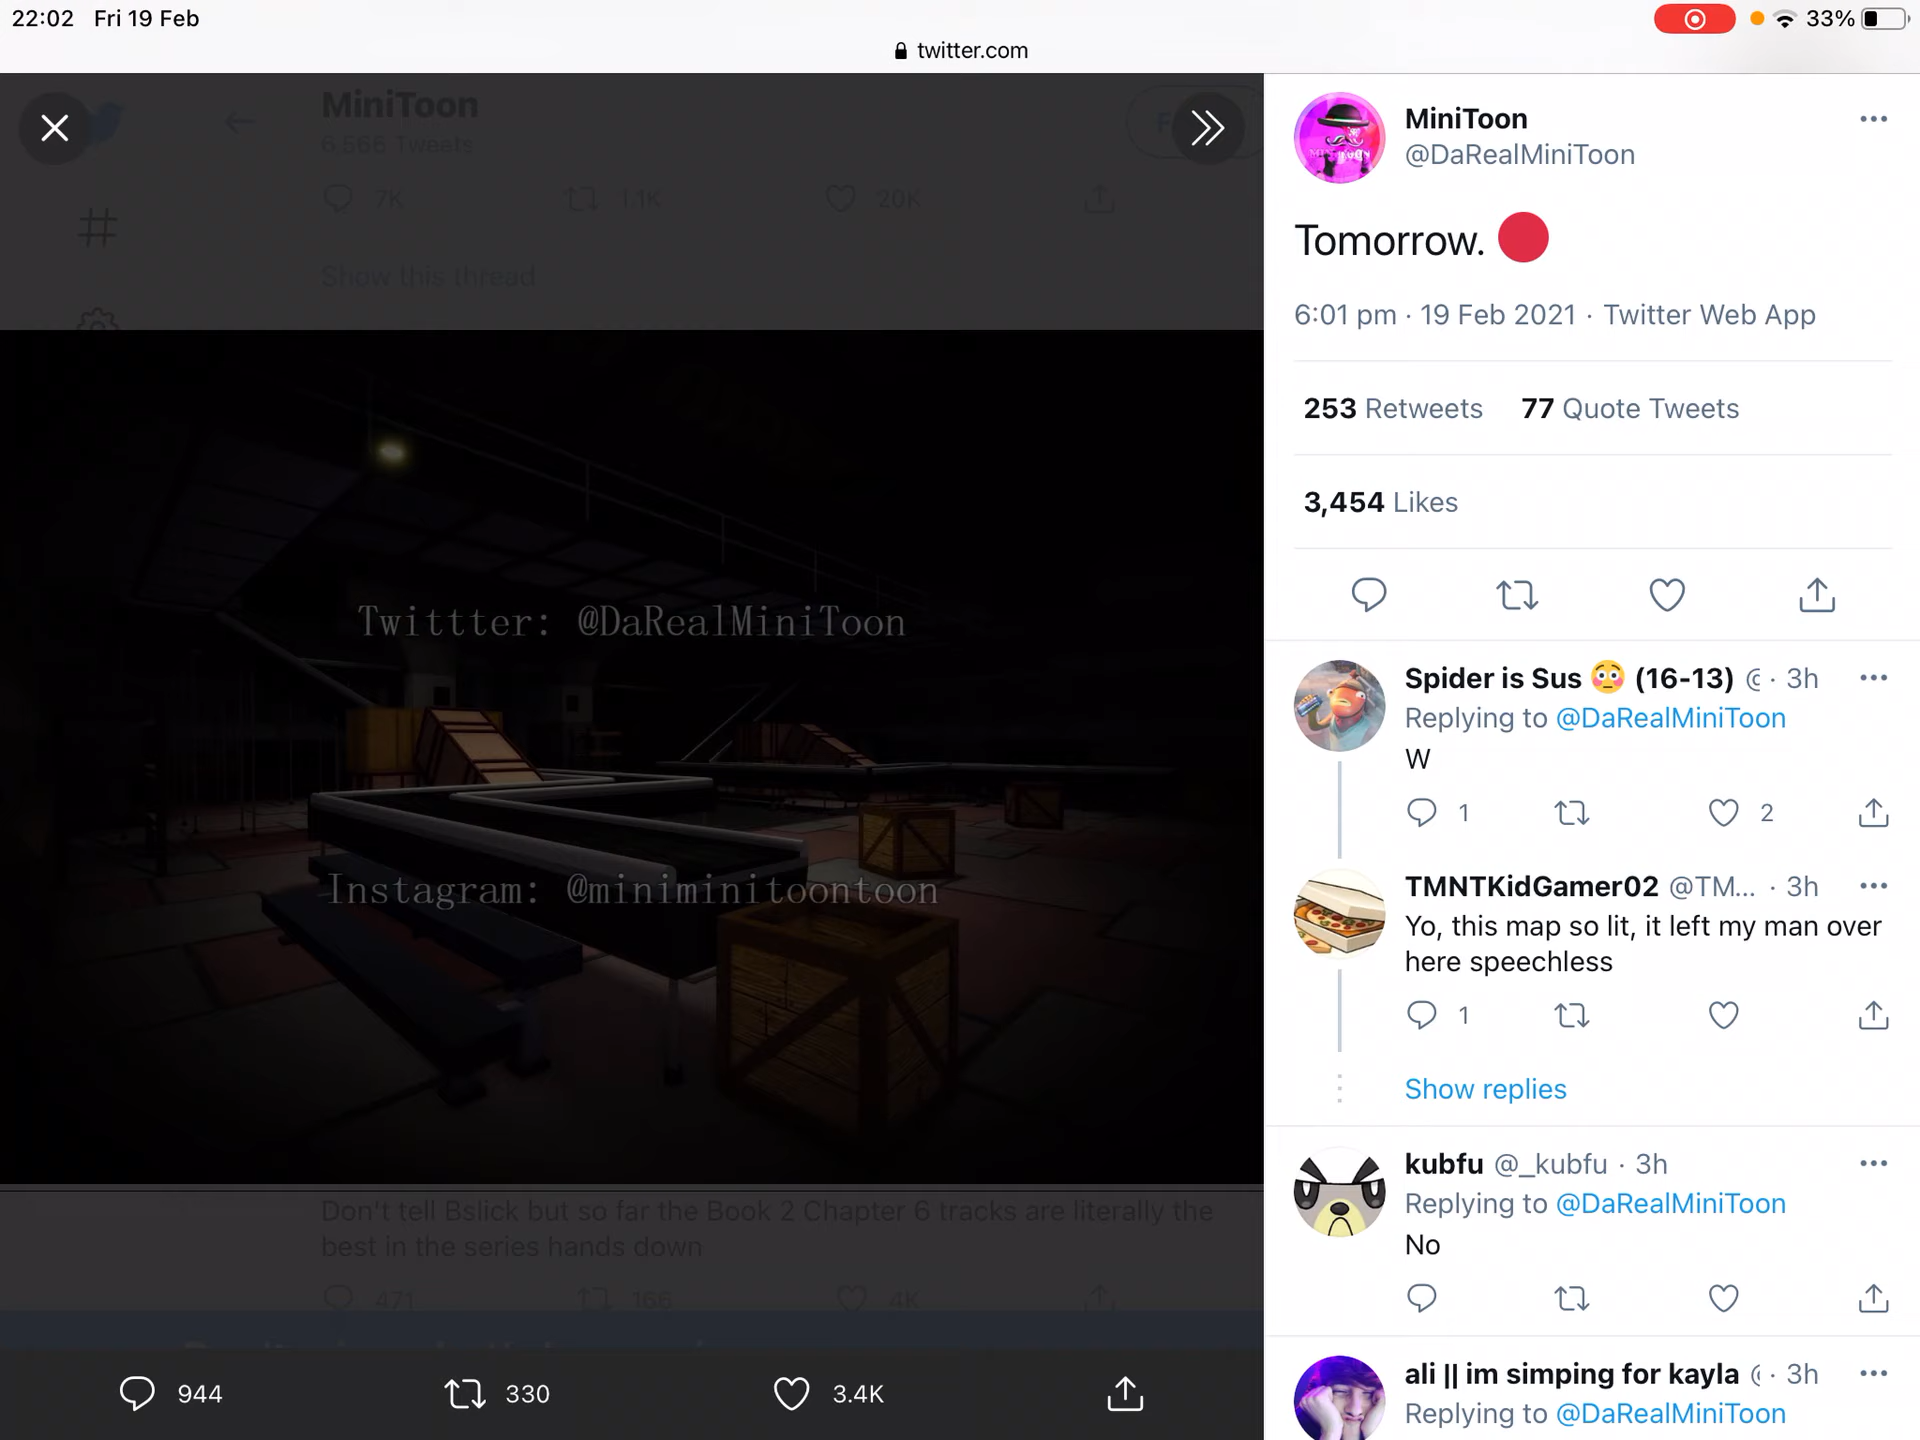 22:02 Fri 19 Feb
33%
twitter.com
MiniToon
6,566 Tweets
7K 1.1K 20K
Show this thread
Twittter: @DaRealMiniToon
Instagram: @miniminitoontoon
Don't tell Bslick but so far the Book 2 Chapter 6 tracks are literally the
best in the series hands down
471 166 4K
944 330 3.4K
MiniToon
@DaRealMiniToon
Tomorrow.
6:01 pm · 19 Feb 2021 · Twitter Web App
253 Retweets 77 Quote Tweets
3,454 Likes
Spider is Sus 😳 (16-13) @ · 3h
Replying to @DaRealMiniToon
W
1 2
TMNTKidGamer02 @TM... · 3h
Yo, this map so lit, it left my man over
here speechless
1
Show replies
kubfu @_kubfu · 3h
Replying to @DaRealMiniToon
No
ali || im simping for kayla · 3h
Replying to @DaRealMiniToon